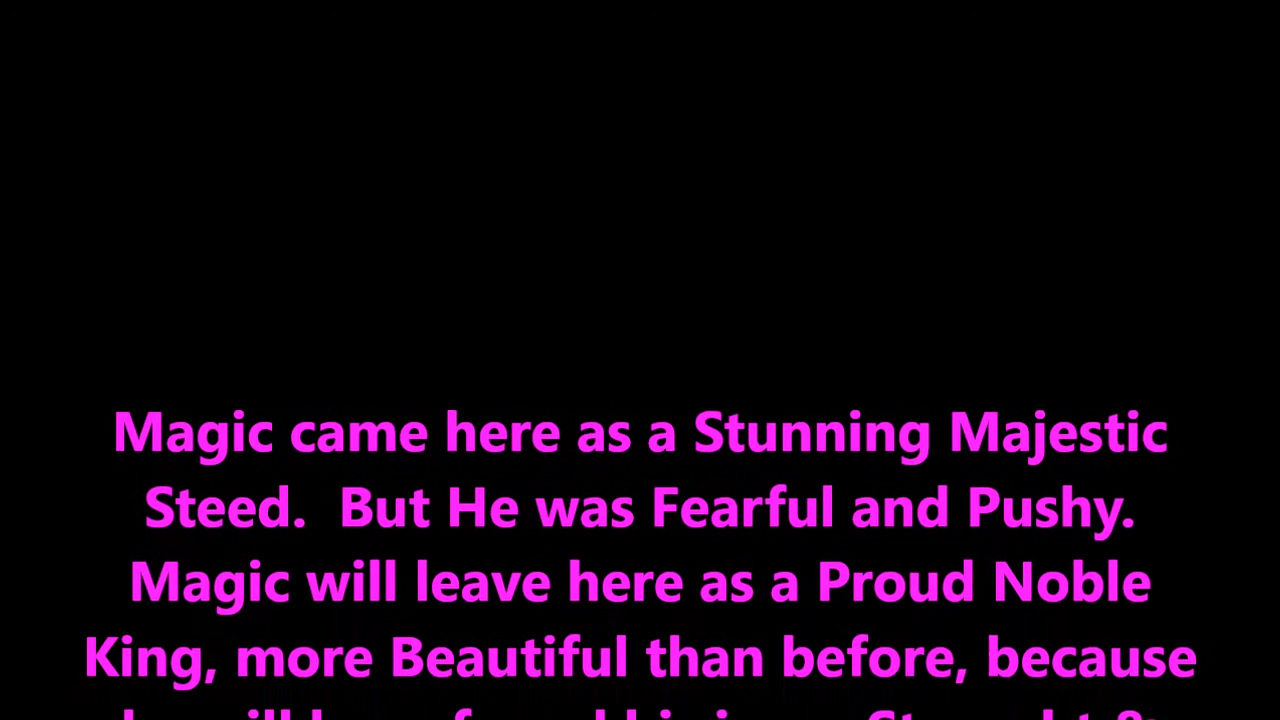 Magic came here as a Stunning Majestic
Steed.  But He was Fearful and Pushy.
Magic will leave here as a Proud Noble
King, more Beautiful than before, because